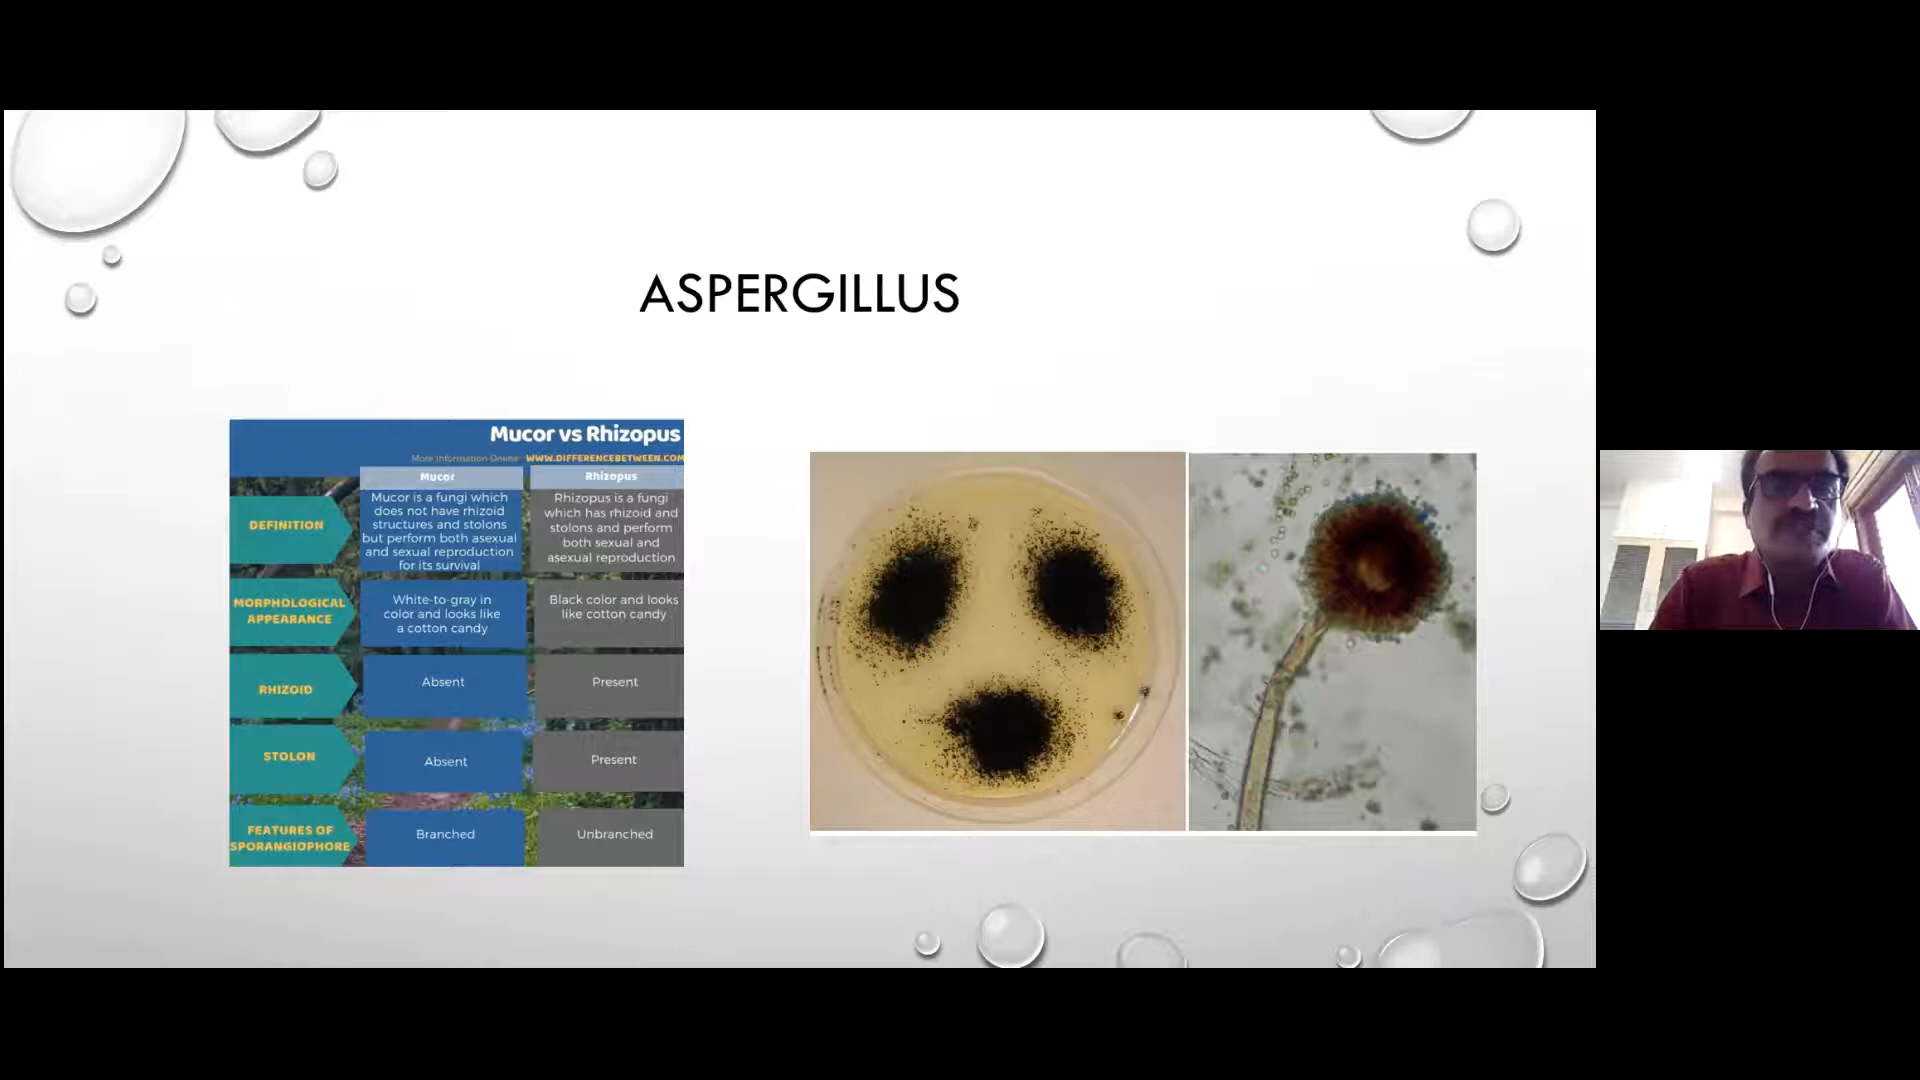 ASPERGILLUS
Mucor vs Rhizopus
More Information Online WWW.DIFFERENCEBETWEEN.COM
Mucor
Rhizopus
DEFINITION
Mucor is a fungi which
does not have rhizoid
structures and stolons
but perform both asexual
and sexual reproduction
for its survival
Rhizopus is a fungi
which has rhizoid and
stolons and perform
both sexual and
asexual reproduction
MORPHOLOGICAL
APPEARANCE
White-to-gray in
color and looks like
a cotton candy
Black color and looks
like cotton candy
RHIZOID
Absent
Present
STOLON
Absent
Present
FEATURES OF
SPORANGIOPHORE
Branched
Unbranched